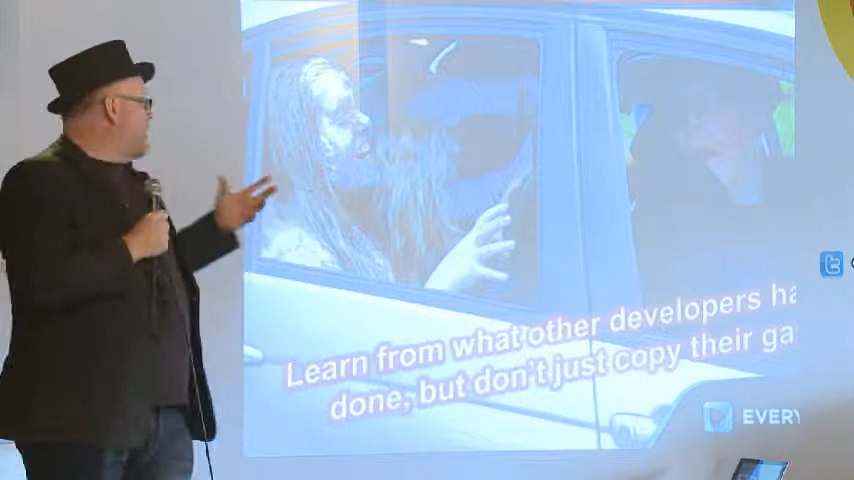 Learn from what other developers ha
done, but don't just copy their ga
EVERY